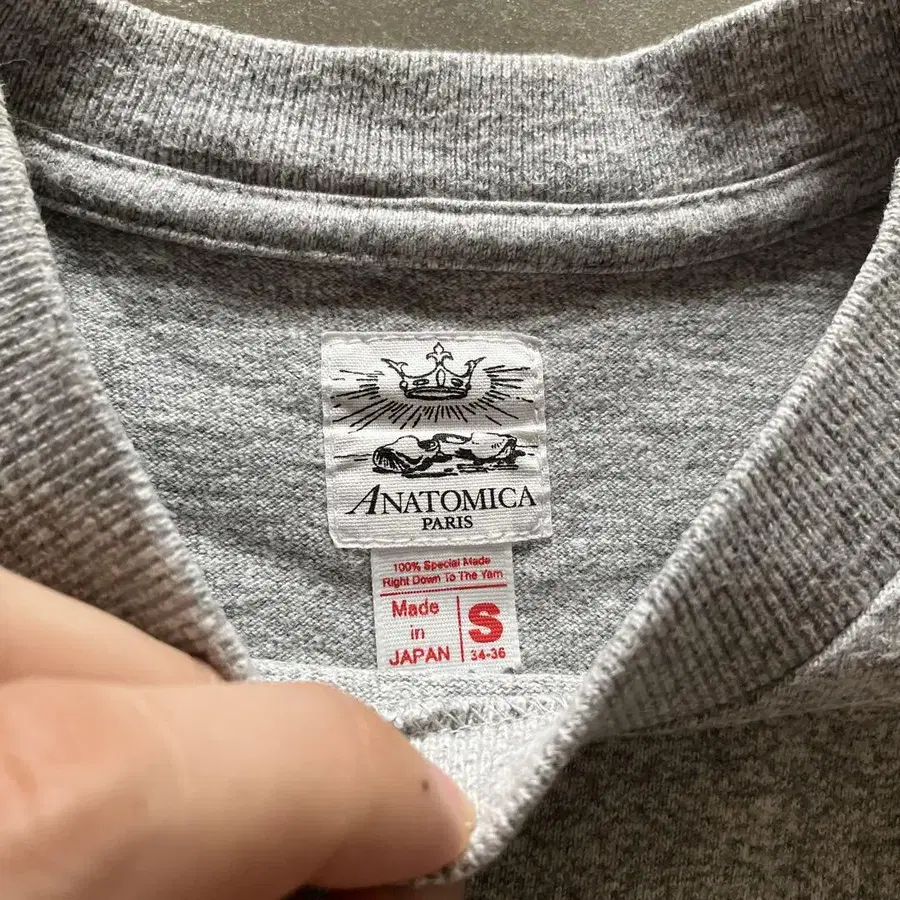 ANATOMICA
PARIS
100% Special Made
Right Down To The Yarn
Made
in
JAPAN
S
34-36